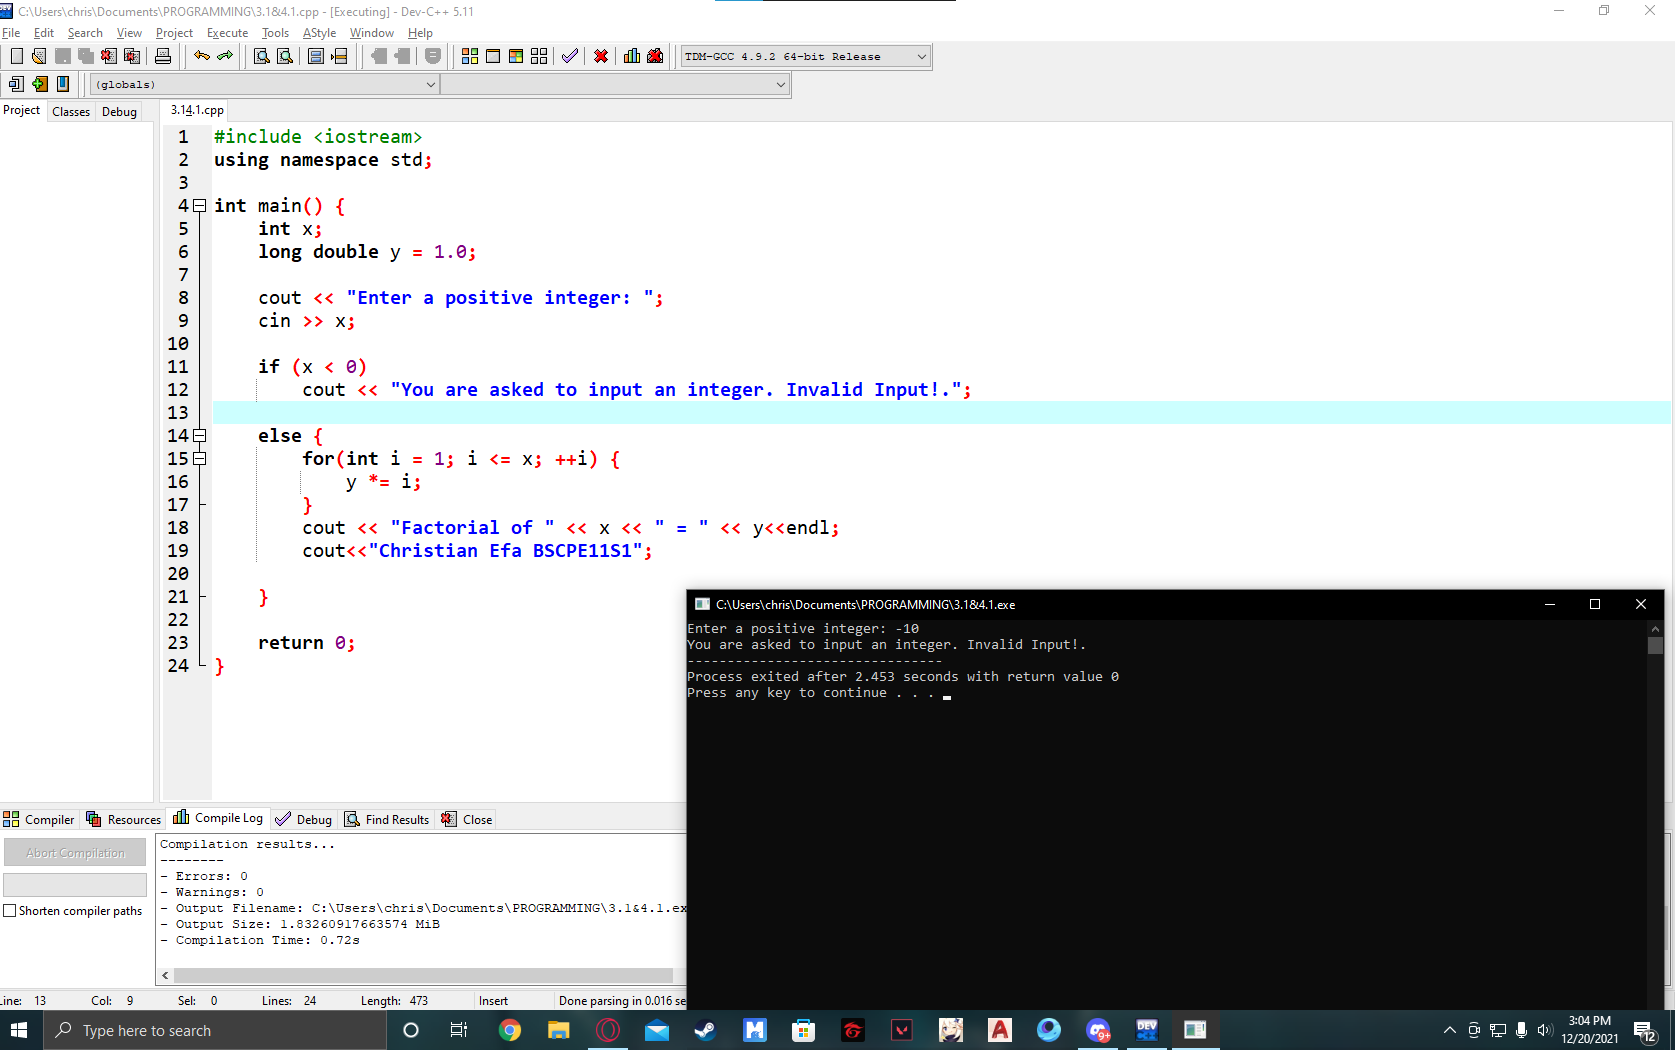 C:\Users\chris\Documents\PROGRAMMING\3.1&4.1.cpp - [Executing] - Dev-C++ 5.11
File Edit Search View Project Execute Tools AStyle Window Help
TDM-GCC 4.9.2 64-bit Release
(globals)
Project Classes Debug
3.14.1.cpp
1 #include <iostream>
2 using namespace std;
3
4 int main() {
5 int x;
6 long double y = 1.0;
7
8 cout << "Enter a positive integer: ";
9 cin >> x;
10
11 if (x < 0)
12 cout << "You are asked to input an integer. Invalid Input!.";
13
14 else {
15 for(int i = 1; i <= x; ++i) {
16 y *= i;
17 }
18 cout << "Factorial of " << x << " = " << y<<endl;
19 cout<<"Christian Efa BSCPE11S1";
20
21 }
22
23 return 0;
24 }
C:\Users\chris\Documents\PROGRAMMING\3.1&4.1.exe
Enter a positive integer: -10
You are asked to input an integer. Invalid Input!.
--------------------------------
Process exited after 2.453 seconds with return value 0
Press any key to continue . . .
Compiler Resources Compile Log Debug Find Results Close
Abort Compilation
Shorten compiler paths
Compilation results...
--------
- Errors: 0
- Warnings: 0
- Output Filename: C:\Users\chris\Documents\PROGRAMMING\3.1&4.1.ex
- Output Size: 1.83260917663574 MiB
- Compilation Time: 0.72s
Line: 13 Col: 9 Sel: 0 Lines: 24 Length: 473 Insert Done parsing in 0.016 se
Type here to search
DEV
9+
3:04 PM
12/20/2021
12